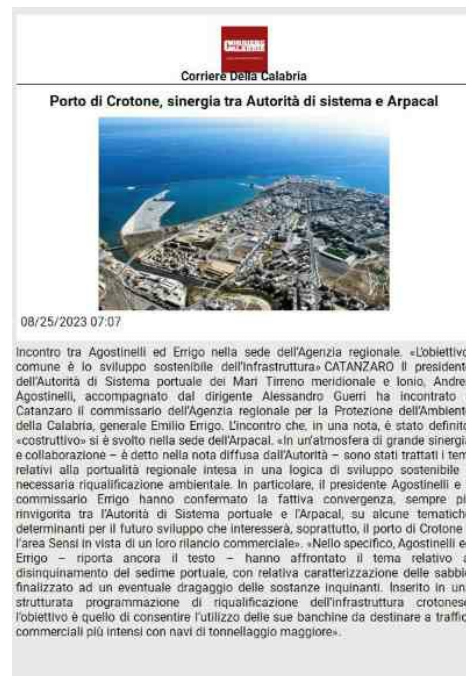 CORRIERE
CALABRIA
Corriere Della Calabria
Porto di Crotone, sinergia tra Autorità di sistema e Arpacal
08/25/2023 07:07
Incontro tra Agostinelli ed Errigo nella sede dell'Agenzia regionale. «L'obiettivo
comune è lo sviluppo sostenibile dell'infrastruttura» CATANZARO Il presidente
dell'Autorità di Sistema portuale dei Mari Tirreno meridionale e Ionio, Andre
Agostinelli, accompagnato dal dirigente Alessandro Guerri ha incontrato
Catanzaro il commissario dell'Agenzia regionale per la Protezione dell'Ambient
della Calabria, generale Emilio Errigo. L'incontro che, in una nota, è stato definito
«costruttivo» si è svolto nella sede dell'Arpacal. «In un'atmosfera di grande sinergia
e collaborazione – è detto nella nota diffusa dall'Autorità – sono stati trattati i tem
relativi alla portualità regionale intesa in una logica di sviluppo sostenibile
necessaria riqualificazione ambientale. In particolare, il presidente Agostinelli e
commissario Errigo hanno confermato la fattiva convergenza, sempre pi
rinvigorita tra l'Autorità di Sistema portuale e l'Arpacal, su alcune tematich
determinanti per il futuro sviluppo che interesserà, soprattutto, il porto di Crotone
l'area Sensi in vista di un loro rilancio commerciale». «Nello specifico, Agostinelli ed
Errigo – riporta ancora il testo – hanno affrontato il tema relativo a
disinquinamento del sedime portuale, con relativa caratterizzazione delle sabbie
finalizzato ad un eventuale dragaggio delle sostanze inquinanti. Inserito in un
strutturata programmazione di riqualificazione dell'infrastruttura crotonese
l'obiettivo è quello di consentire l'utilizzo delle sue banchine da destinare a traffic
commerciali più intensi con navi di tonnellaggio maggiore».